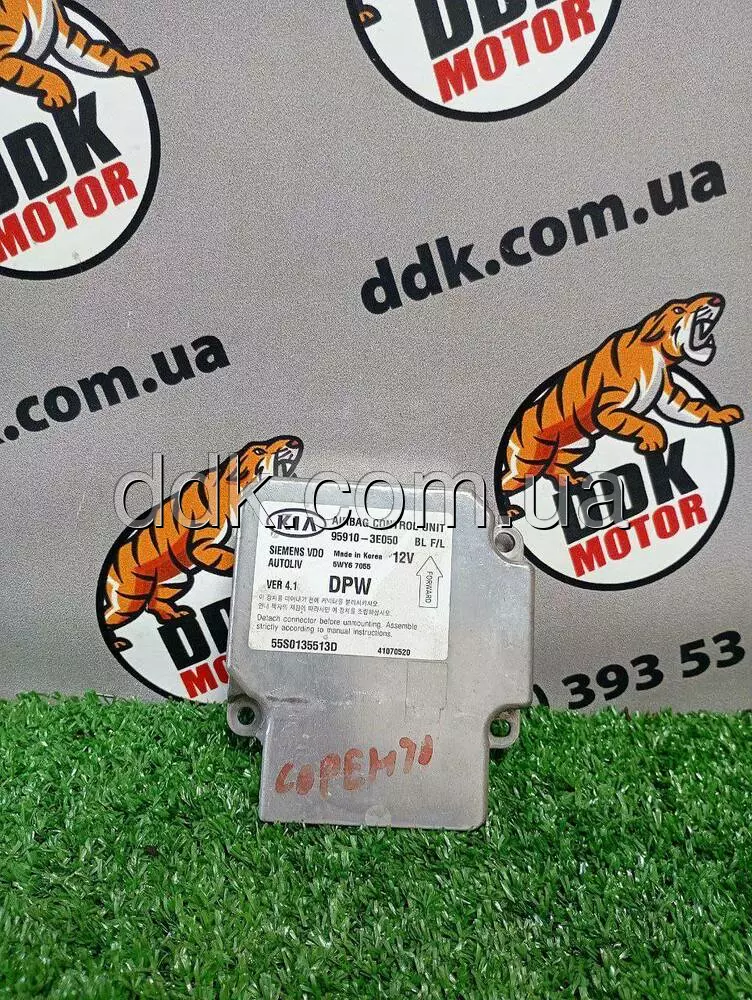 DDK
MOTOR
DDK
MOTOR
ddk.com.ua
k.com.ua
DDK
MOTOR
DDK
MOTOR
) 393 53
ddk.com.ua
KIA AIRBAG CONTROL UNIT
95910-3E050 BL F/L
SIEMENS VDO Made in Korea 12V
AUTOLIV 5WY6 7055
VER 4.1 DPW FORWARD
Detach connector before unmounting. Assemble
strictly according to manual instructions.
55S0135513D 41070520
СОРЕНТО
ddk.com.ua